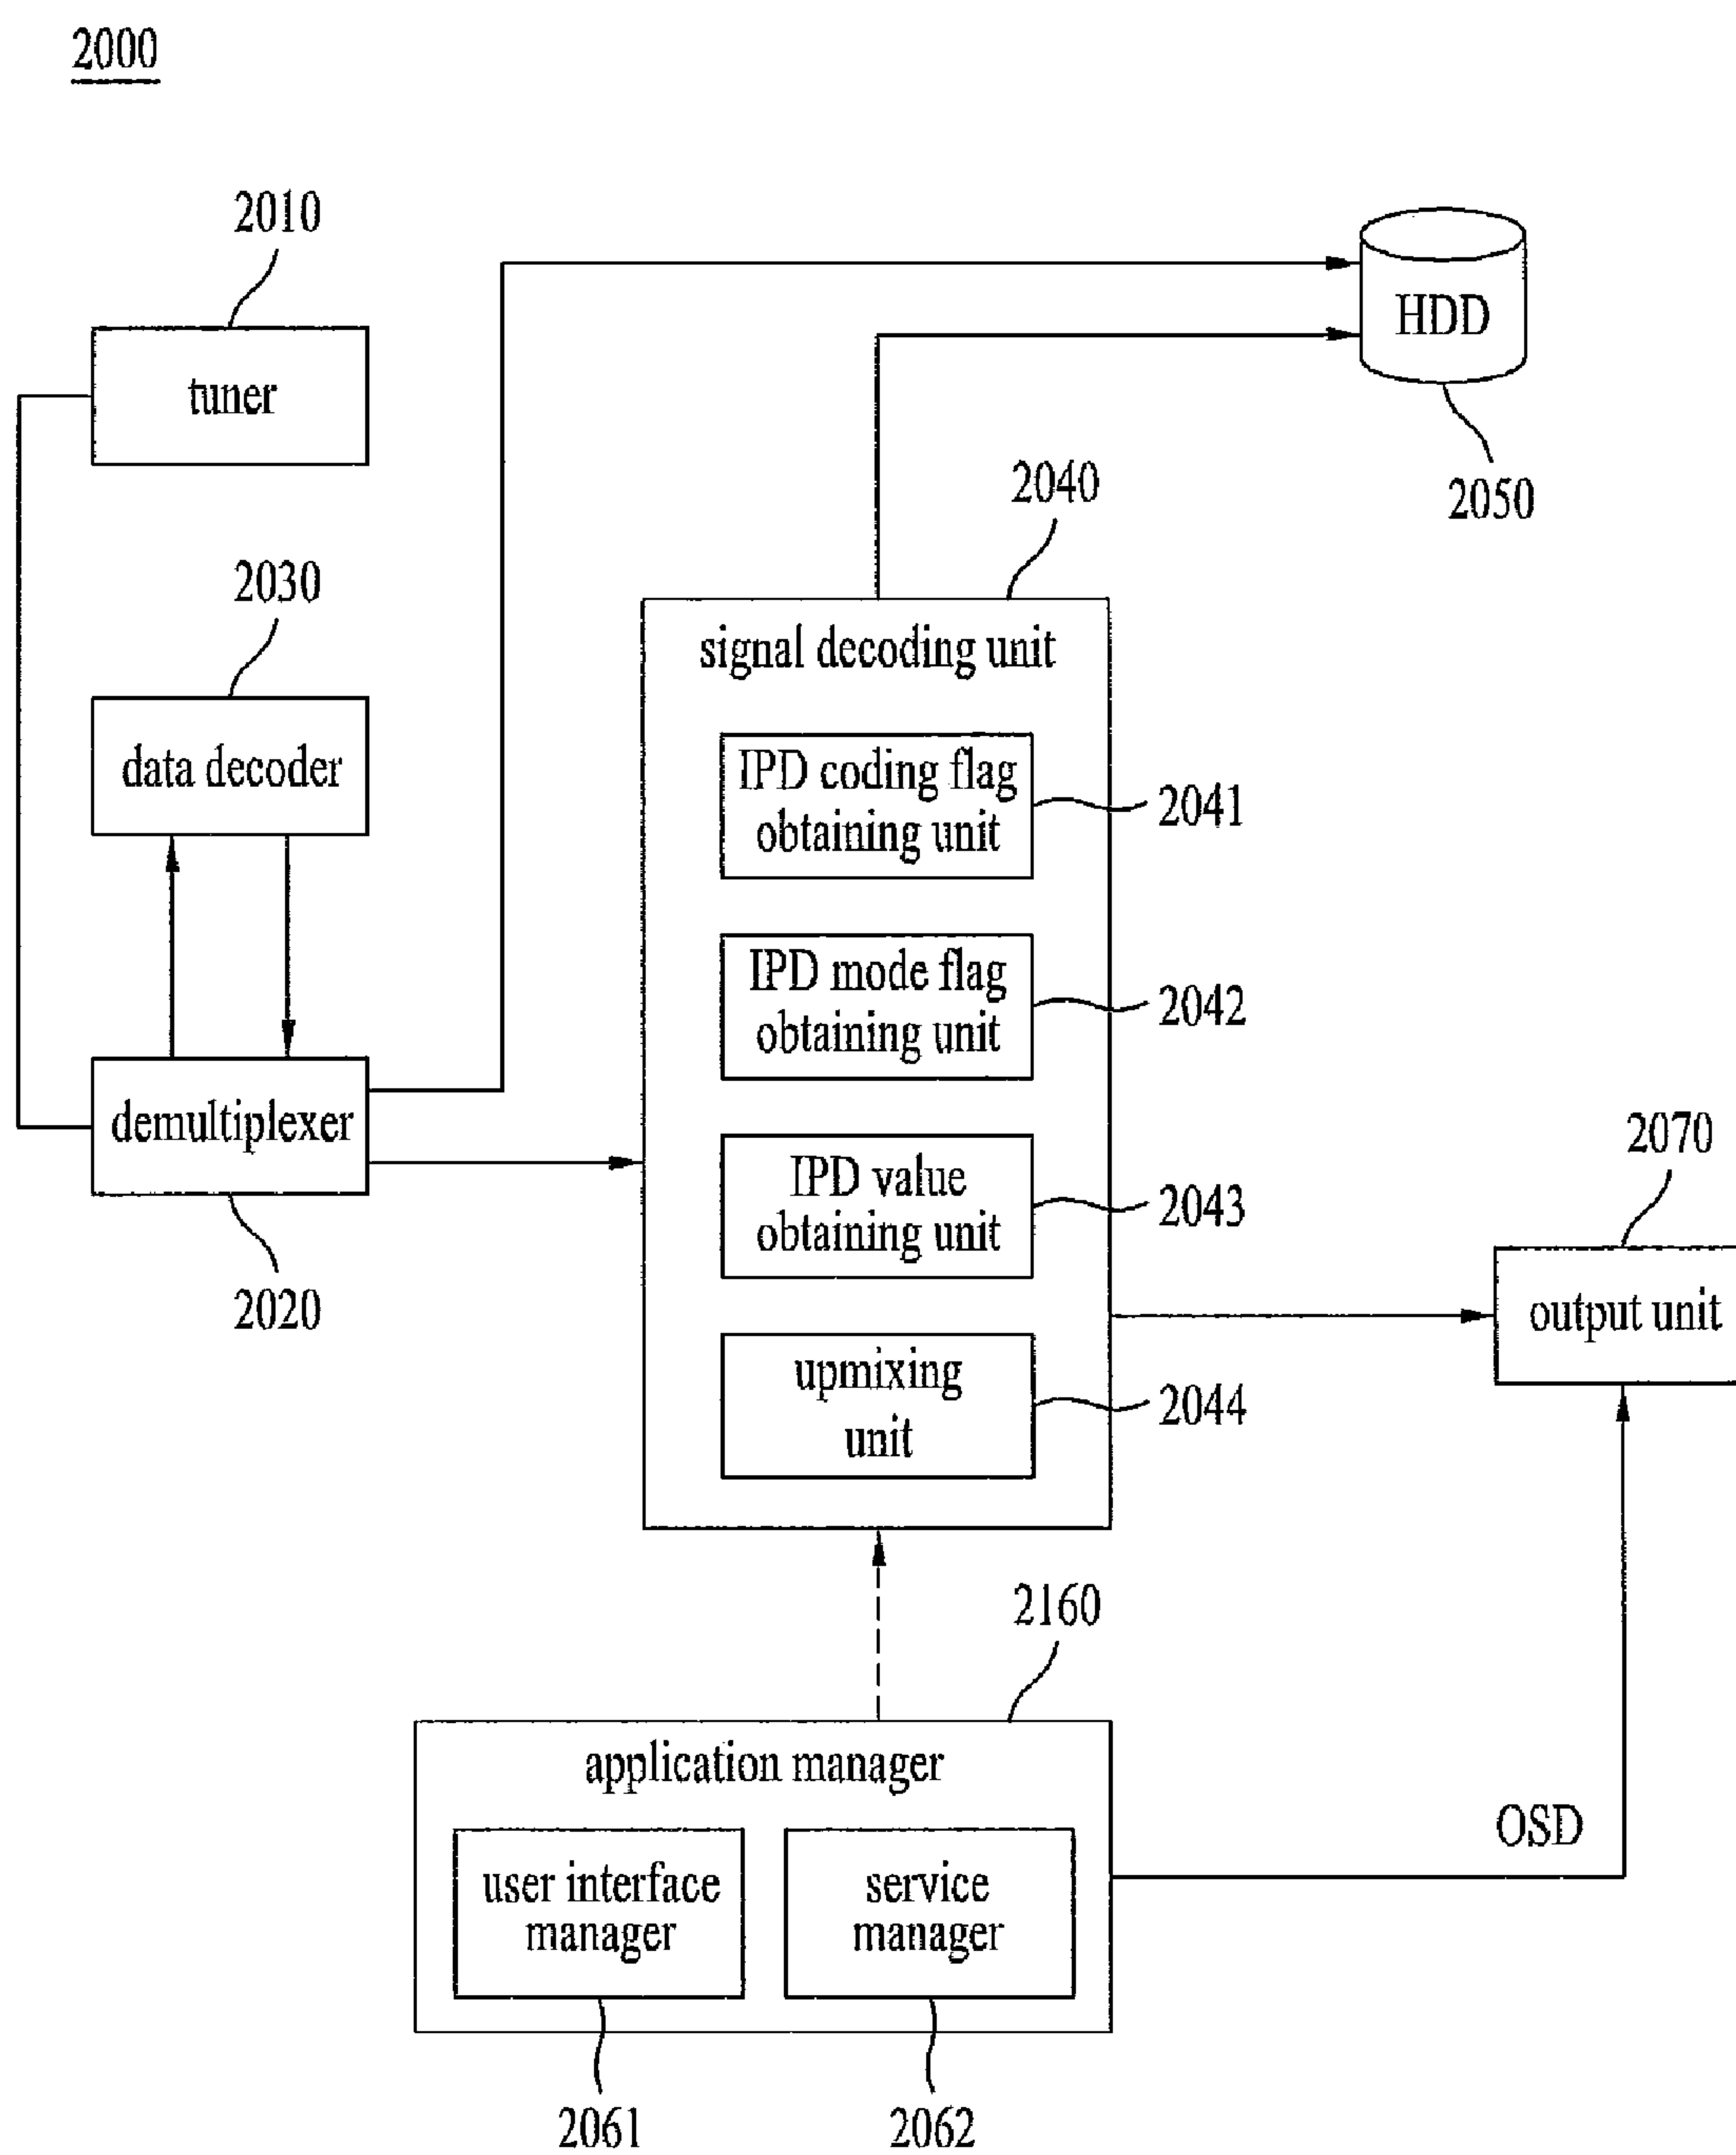 2000
2010
tuner
HDD
2050
2040
2030
data decoder
signal decoding unit
IPD coding flag
obtaining unit
2041
IPD mode flag
obtaining unit
2042
demultiplexer
2020
IPD value
obtaining unit
2043
2070
output unit
upmixing
unit
2044
2160
application manager
user interface
manager
service
manager
OSD
2061
2062